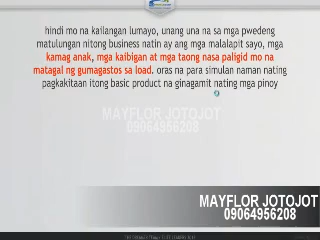 hindi mo na kailangan lumayo, unang una na sa mga pwedeng
matulungan nitong business natin ay ang mga malalapit sayo, mga
kamag anak, mga kaibigan at mga taong nasa paligid mo na
matagal ng gumagastos sa load. oras na para simulan naman nating
pagkakitaan itong basic product na ginagamit nating mga pinoy
MAYFLOR JOTOJOT
09064956208
MAYFLOR JOTOJOT
09064956208